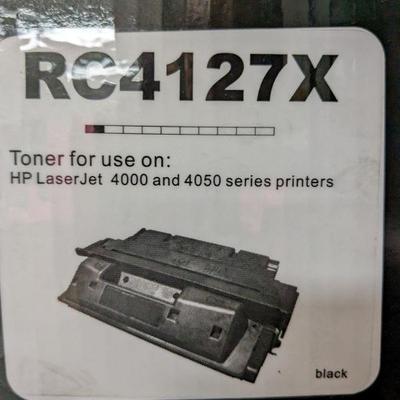 RC4127X
Toner for use on:
HP LaserJet 4000 and 4050 series printers
black